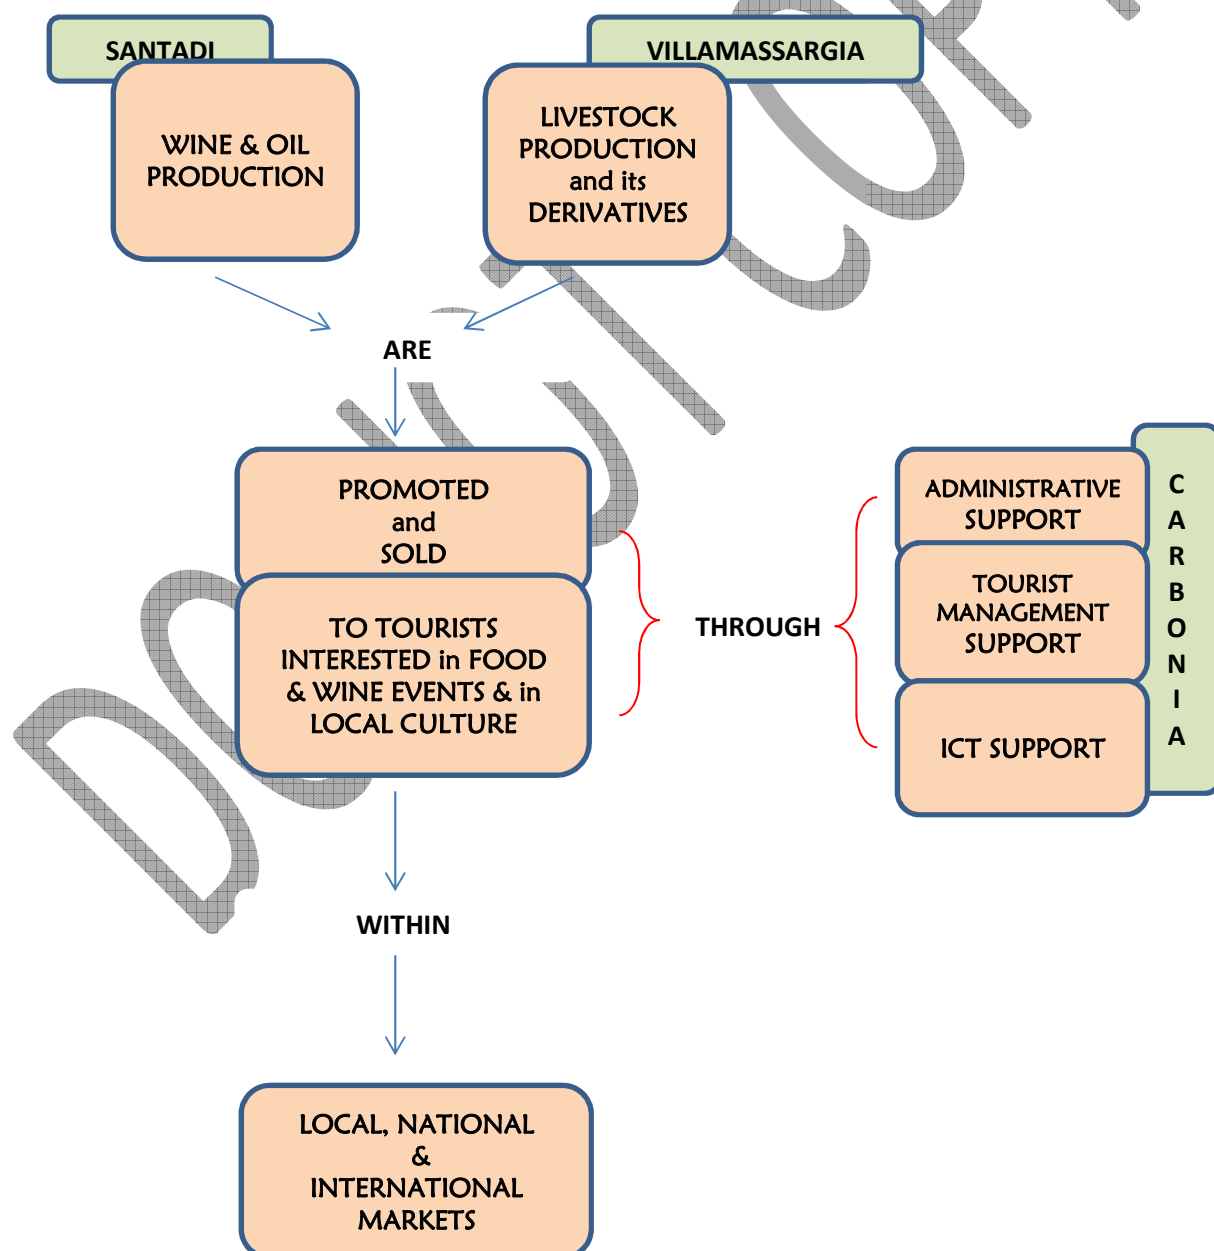 SANTADI
VILLAMASSARGIA
WINE & OIL
PRODUCTION
LIVESTOCK
PRODUCTION
and its
DERIVATIVES
ARE
PROMOTED
and
SOLD
TO TOURISTS
INTERESTED in FOOD
& WINE EVENTS & in
LOCAL CULTURE
THROUGH
ADMINISTRATIVE
SUPPORT
TOURIST
MANAGEMENT
SUPPORT
ICT SUPPORT
C
A
R
B
O
N
I
A
WITHIN
LOCAL, NATIONAL
&
INTERNATIONAL
MARKETS